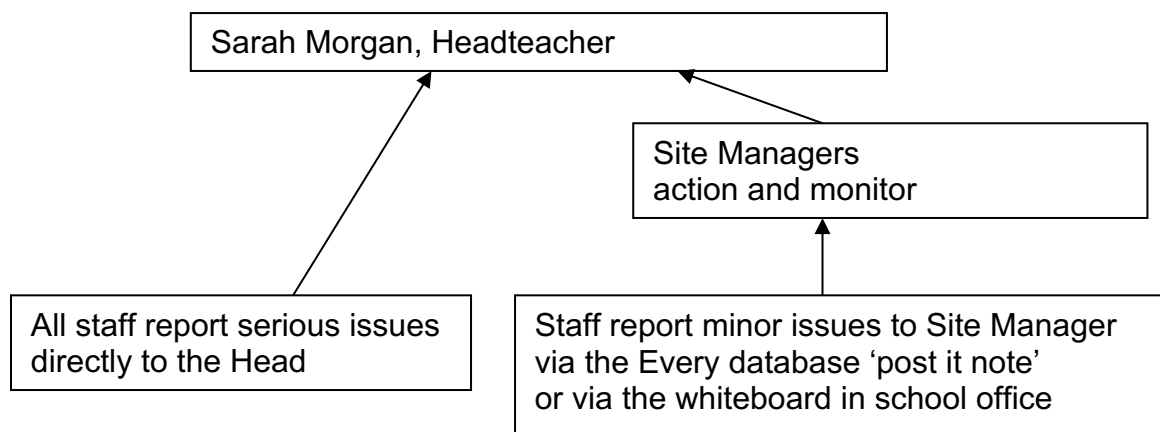 Sarah Morgan, Headteacher
Site Managers
action and monitor
All staff report serious issues
directly to the Head
Staff report minor issues to Site Manager
via the Every database ‘post it note’
or via the whiteboard in school office